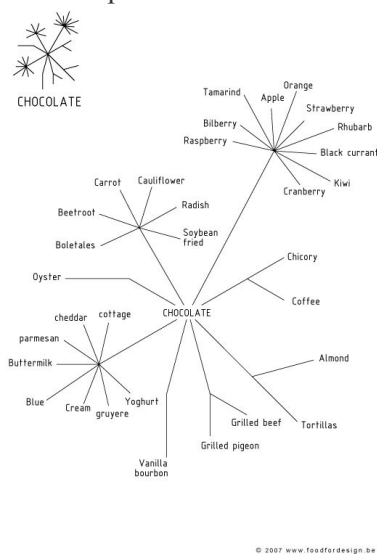 CHOCOLATE
Orange
Tamarind
Apple
Strawberry
Bilberry
Rhubarb
Raspberry
Black currant
Kiwi
Cranberry
Carrot
Cauliflower
Radish
Beetroot
Soybean
fried
Boletales
Chicory
Oyster
Coffee
CHOCOLATE
cheddar
cottage
parmesan
Almond
Buttermilk
Blue
Cream
gruyere
Yoghurt
Grilled beef
Tortillas
Grilled pigeon
Vanilla
bourbon
© 2007 www.foodfordesign.be